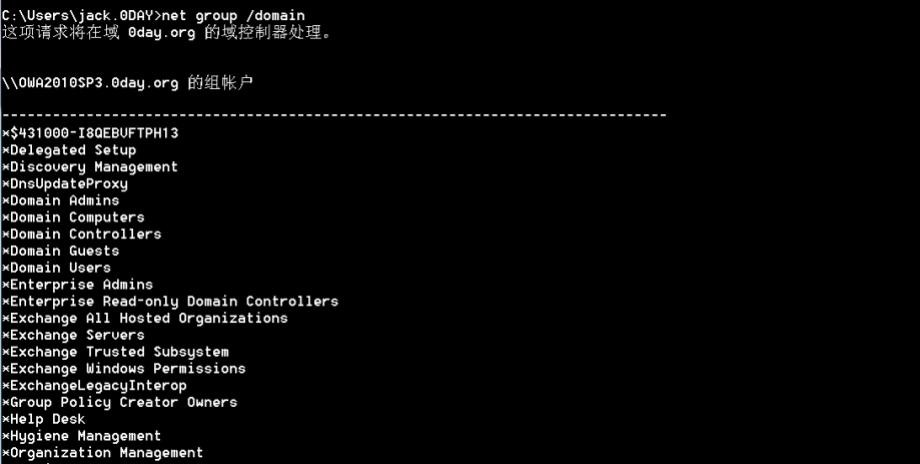 C:\Users\jack.0DAY>net group /domain
这项请求将在域 0day.org 的域控制器处理。
\\OWA2010SP3.0day.org 的组帐户
-------------------------------------------------------------------------------
*$431000-I8QEBVFTPH13
*Delegated Setup
*Discovery Management
*DnsUpdateProxy
*Domain Admins
*Domain Computers
*Domain Controllers
*Domain Guests
*Domain Users
*Enterprise Admins
*Enterprise Read-only Domain Controllers
*Exchange All Hosted Organizations
*Exchange Servers
*Exchange Trusted Subsystem
*Exchange Windows Permissions
*ExchangeLegacyInterop
*Group Policy Creator Owners
*Help Desk
*Hygiene Management
*Organization Management